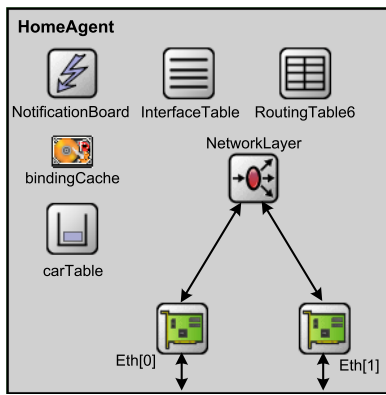 HomeAgent
NotificationBoard InterfaceTable RoutingTable6
NetworkLayer
bindingCache
carTable
Eth[0]
Eth[1]